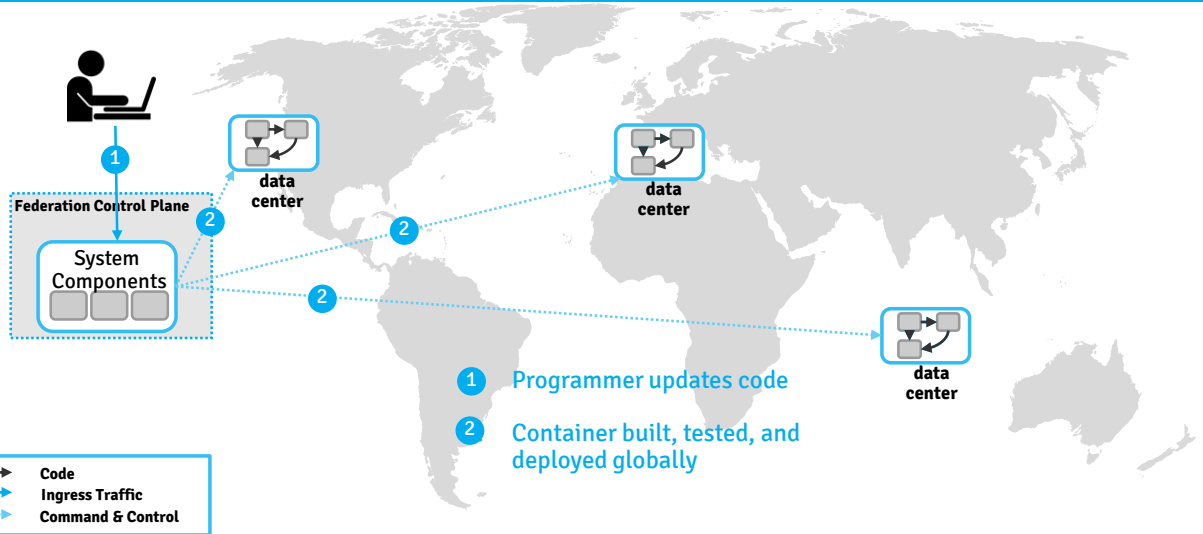 1
data
center
data
center
Federation Control Plane
2
2
System
Components
2
data
center
1 Programmer updates code
2 Container built, tested, and
deployed globally
Code
Ingress Traffic
Command & Control